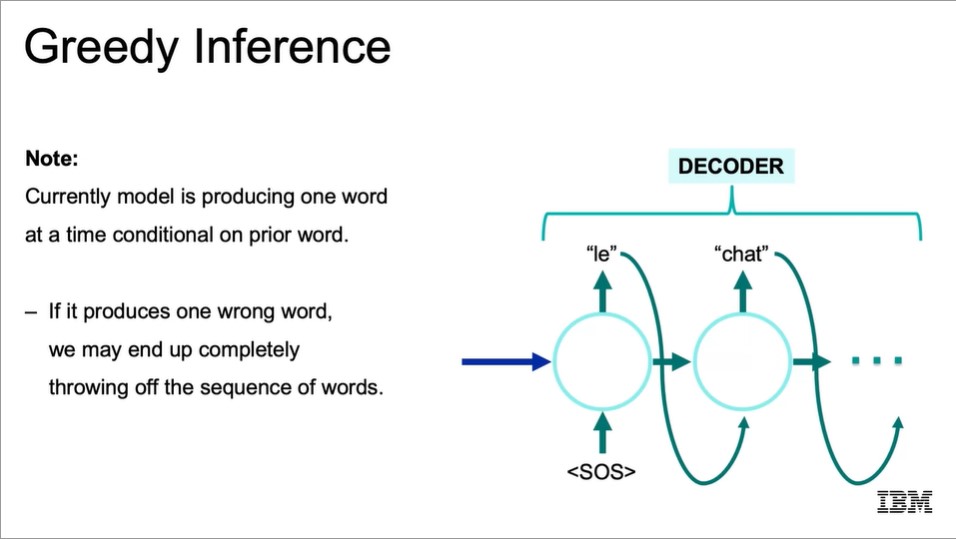 Greedy Inference
Note:
Currently model is producing one word
at a time conditional on prior word.
– If it produces one wrong word,
we may end up completely
throwing off the sequence of words.
DECODER
“le” “chat”
<SOS>
IBM